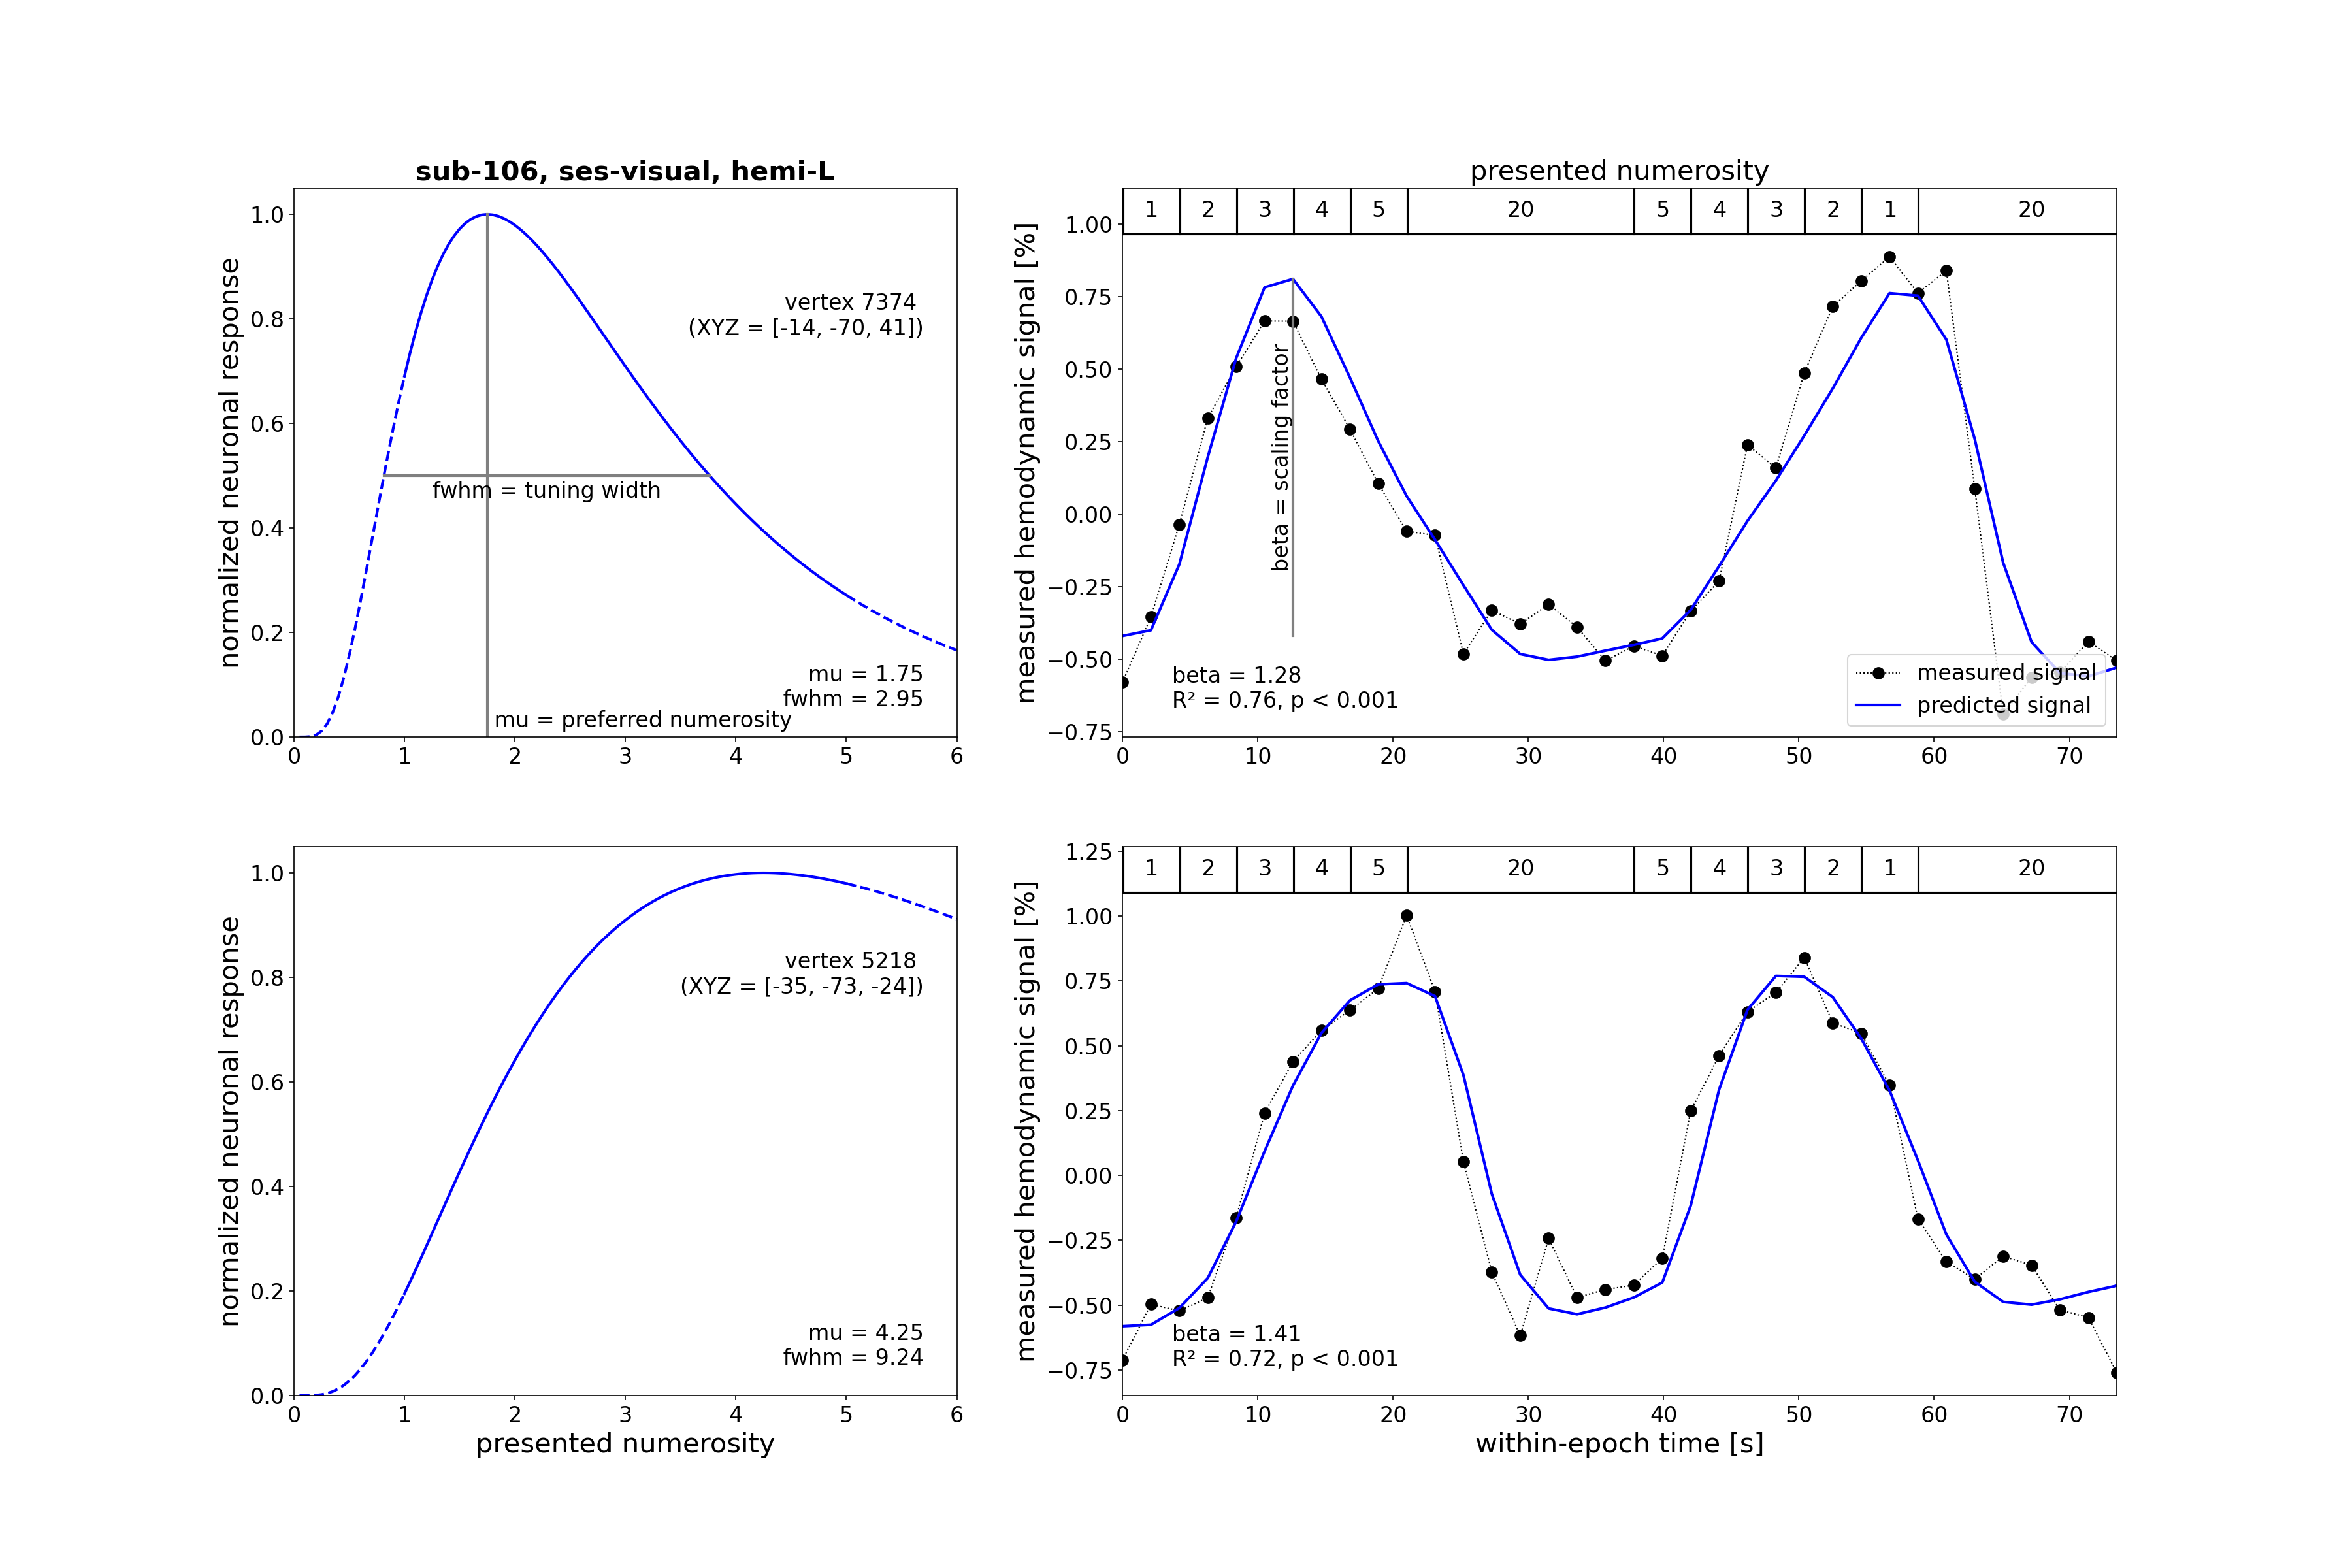 sub-106, ses-visual, hemi-L
normalized neuronal response
1.0
0.8
0.6
0.4
0.2
0.0
vertex 7374
(XYZ = [-14, -70, 41])
fwhm = tuning width
mu = 1.75
fwhm = 2.95
mu = preferred numerosity
0 1 2 3 4 5 6
presented numerosity
1 2 3 4 5 20 5 4 3 2 1 20
measured hemodynamic signal [%]
1.00
0.75
0.50
0.25
0.00
−0.25
−0.50
−0.75
beta = scaling factor
beta = 1.28
R² = 0.76, p < 0.001
measured signal
predicted signal
0 10 20 30 40 50 60 70
normalized neuronal response
1.0
0.8
0.6
0.4
0.2
0.0
vertex 5218
(XYZ = [-35, -73, -24])
mu = 4.25
fwhm = 9.24
0 1 2 3 4 5 6
presented numerosity
1 2 3 4 5 20 5 4 3 2 1 20
measured hemodynamic signal [%]
1.25
1.00
0.75
0.50
0.25
0.00
−0.25
−0.50
−0.75
beta = 1.41
R² = 0.72, p < 0.001
0 10 20 30 40 50 60 70
within-epoch time [s]